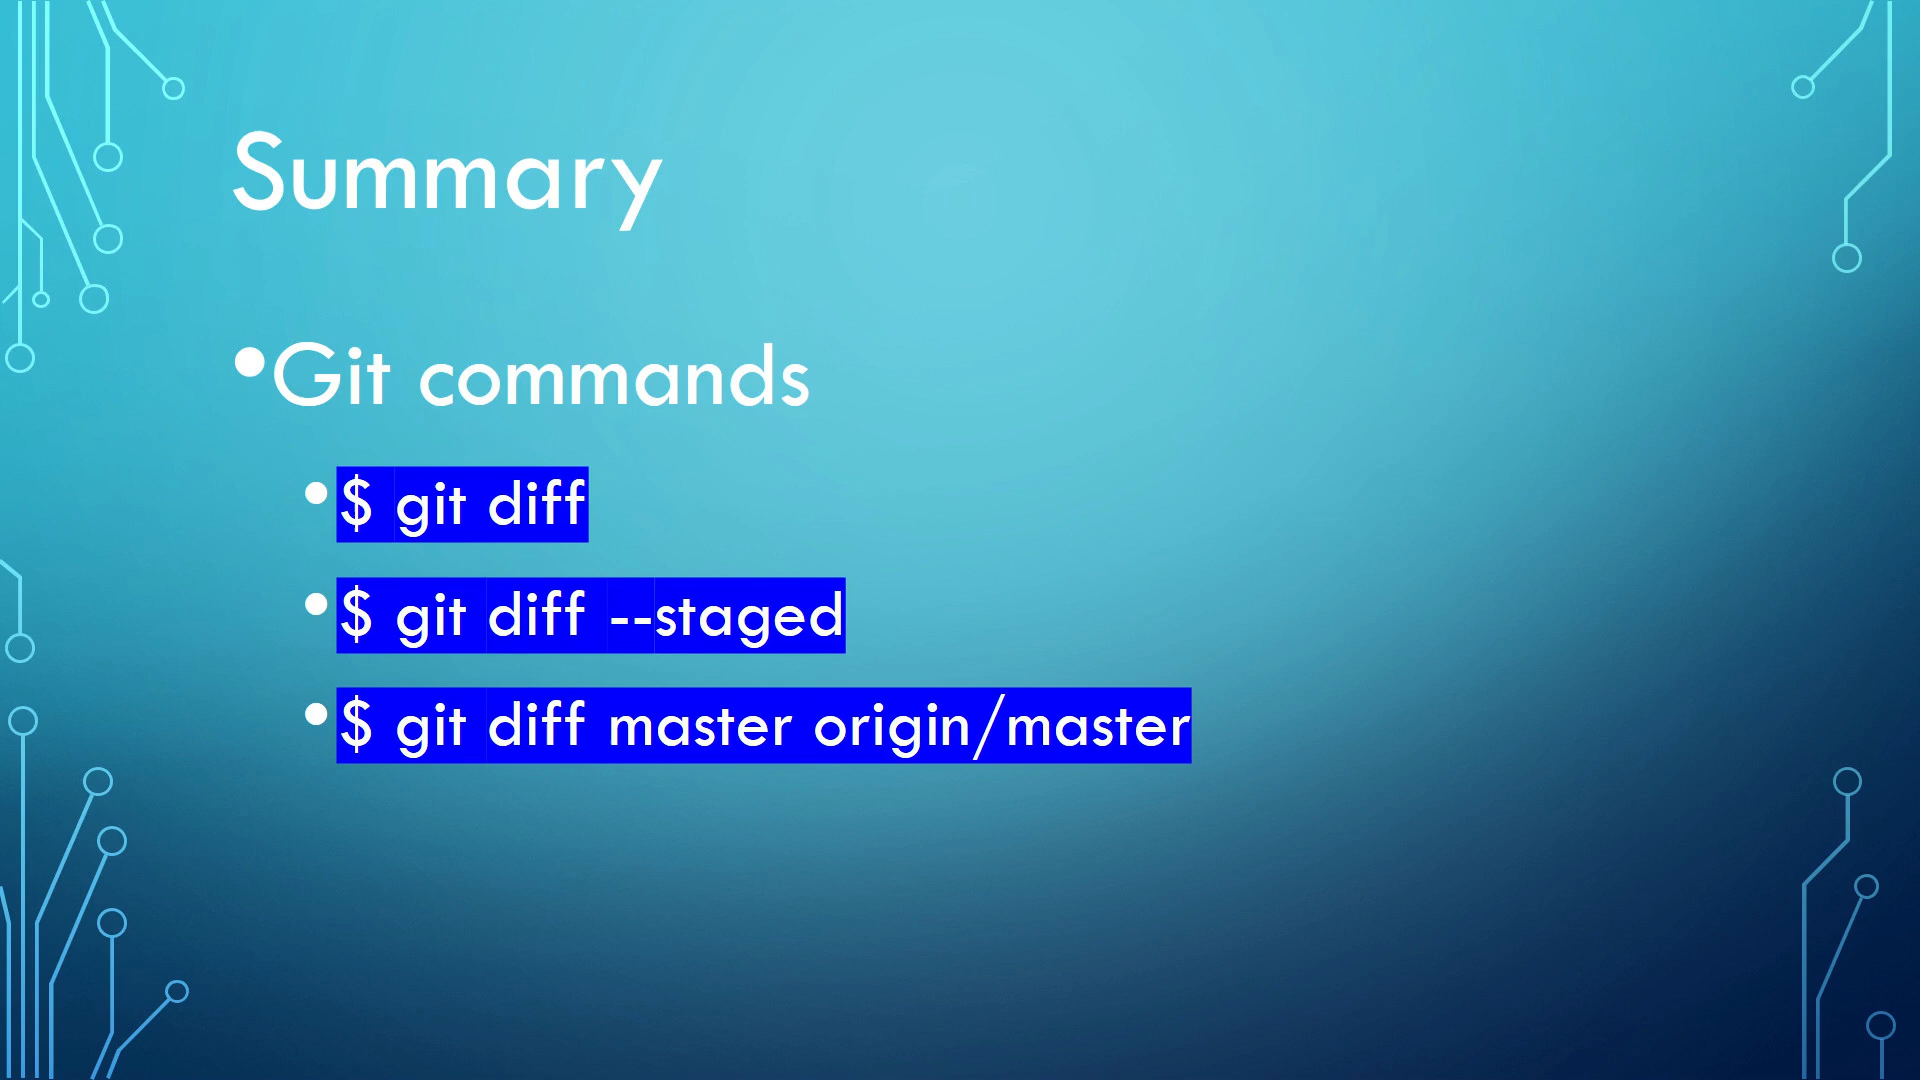 Summary
•Git commands
•$ git diff
•$ git diff --staged
•$ git diff master origin/master